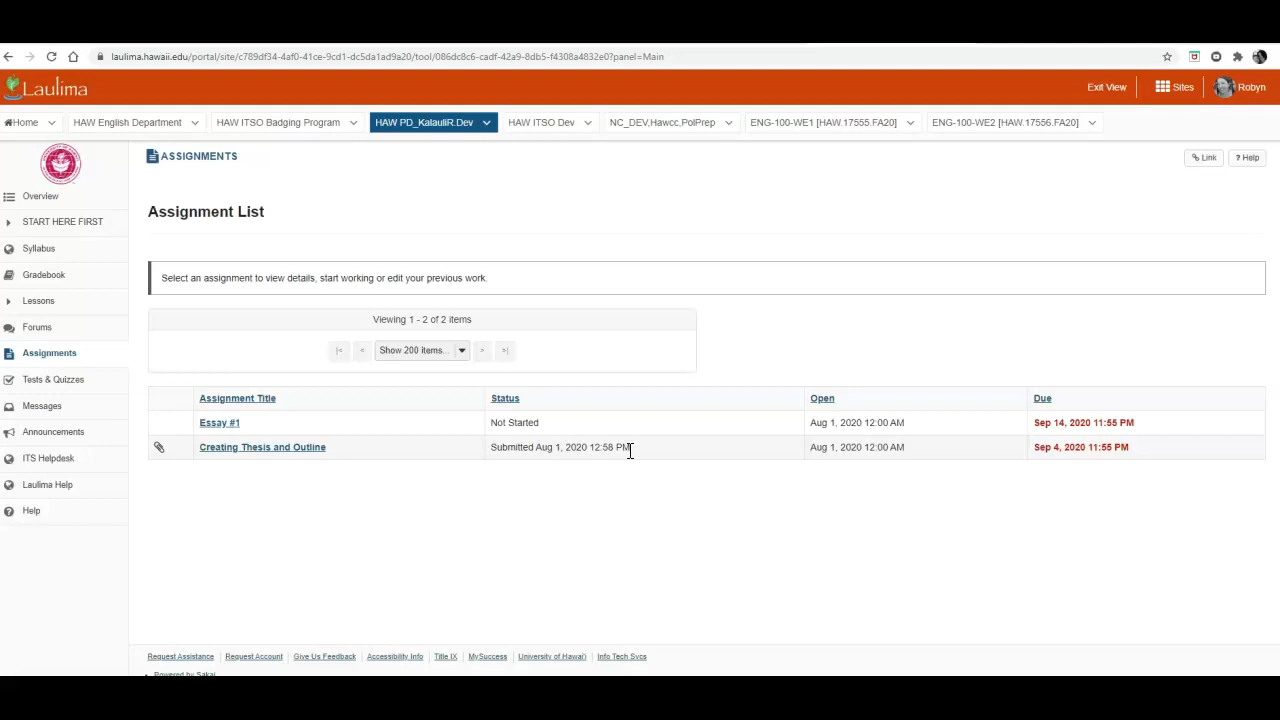 laulima.hawaii.edu/portal/site/c789df34-4af0-41ce-9cd1-dc5da1ad9a20/tool/086dc8c6-cadf-42a9-8db5-f4308a4832e0?panel=Main
Laulima
Exit View
Sites
Robyn
Home
HAW English Department
HAW ITSO Badging Program
HAW PD_KalauliR.Dev
HAW ITSO Dev
NC_DEV,Hawcc,PolPrep
ENG-100-WE1 [HAW.17555.FA20]
ENG-100-WE2 [HAW.17556.FA20]
ASSIGNMENTS
Link
? Help
Overview
START HERE FIRST
Syllabus
Gradebook
Lessons
Forums
Assignments
Tests & Quizzes
Messages
Announcements
ITS Helpdesk
Laulima Help
Help
Assignment List
Select an assignment to view details, start working or edit your previous work.
Viewing 1 - 2 of 2 items
|< < Show 200 items... > >|
Assignment Title Status Open Due
Essay #1 Not Started Aug 1, 2020 12:00 AM Sep 14, 2020 11:55 PM
Creating Thesis and Outline Submitted Aug 1, 2020 12:58 PM Aug 1, 2020 12:00 AM Sep 4, 2020 11:55 PM
Request Assistance Request Account Give Us Feedback Accessibility Info Title IX MySuccess University of Hawai'i Info Tech Svcs
Powered by Sakai